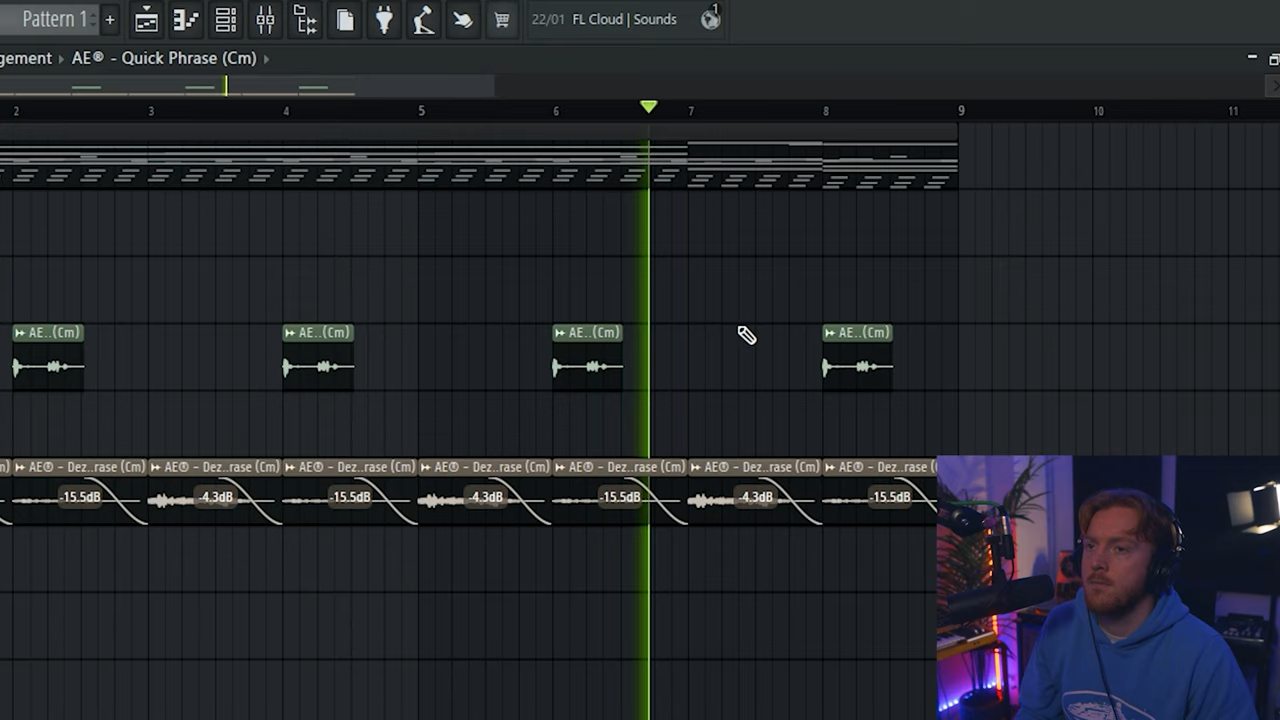 Pattern 1 + 22/01 FL Cloud | Sounds 1
gement ▸ AE® - Quick Phrase (Cm) ▸
2 3 4 5 6 7 8 9 10 11
AE..(Cm) AE..(Cm) AE..(Cm) AE..(Cm)
m) AE® - Dez..rase (Cm) AE® - Dez..rase (Cm) AE® - Dez..rase (Cm) AE® - Dez..rase (Cm) AE® - Dez..rase (Cm) AE® - Dez..rase (Cm) AE® - Dez..rase (
-15.5dB -4.3dB -15.5dB -4.3dB -15.5dB -4.3dB -15.5dB